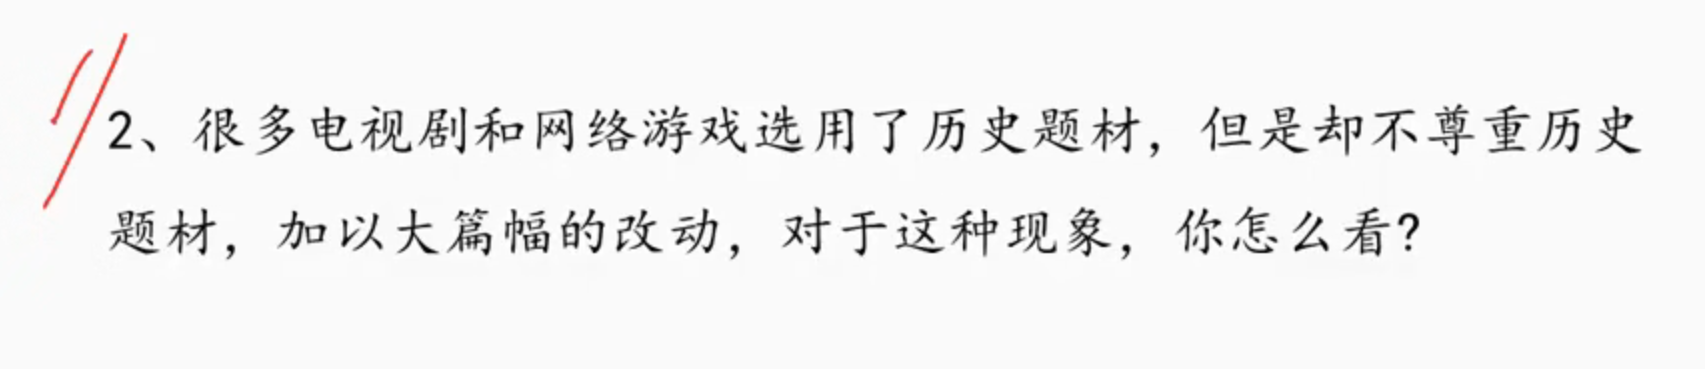 2、很多电视剧和网络游戏选用了历史题材，但是却不尊重历史
题材，加以大篇幅的改动，对于这种现象，你怎么看?